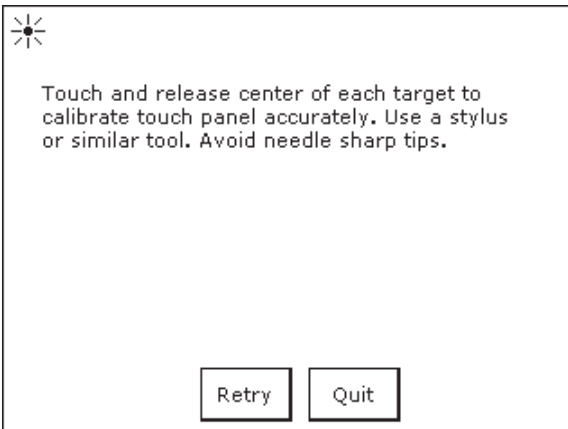 Touch and release center of each target to
calibrate touch panel accurately. Use a stylus
or similar tool. Avoid needle sharp tips.
Retry
Quit